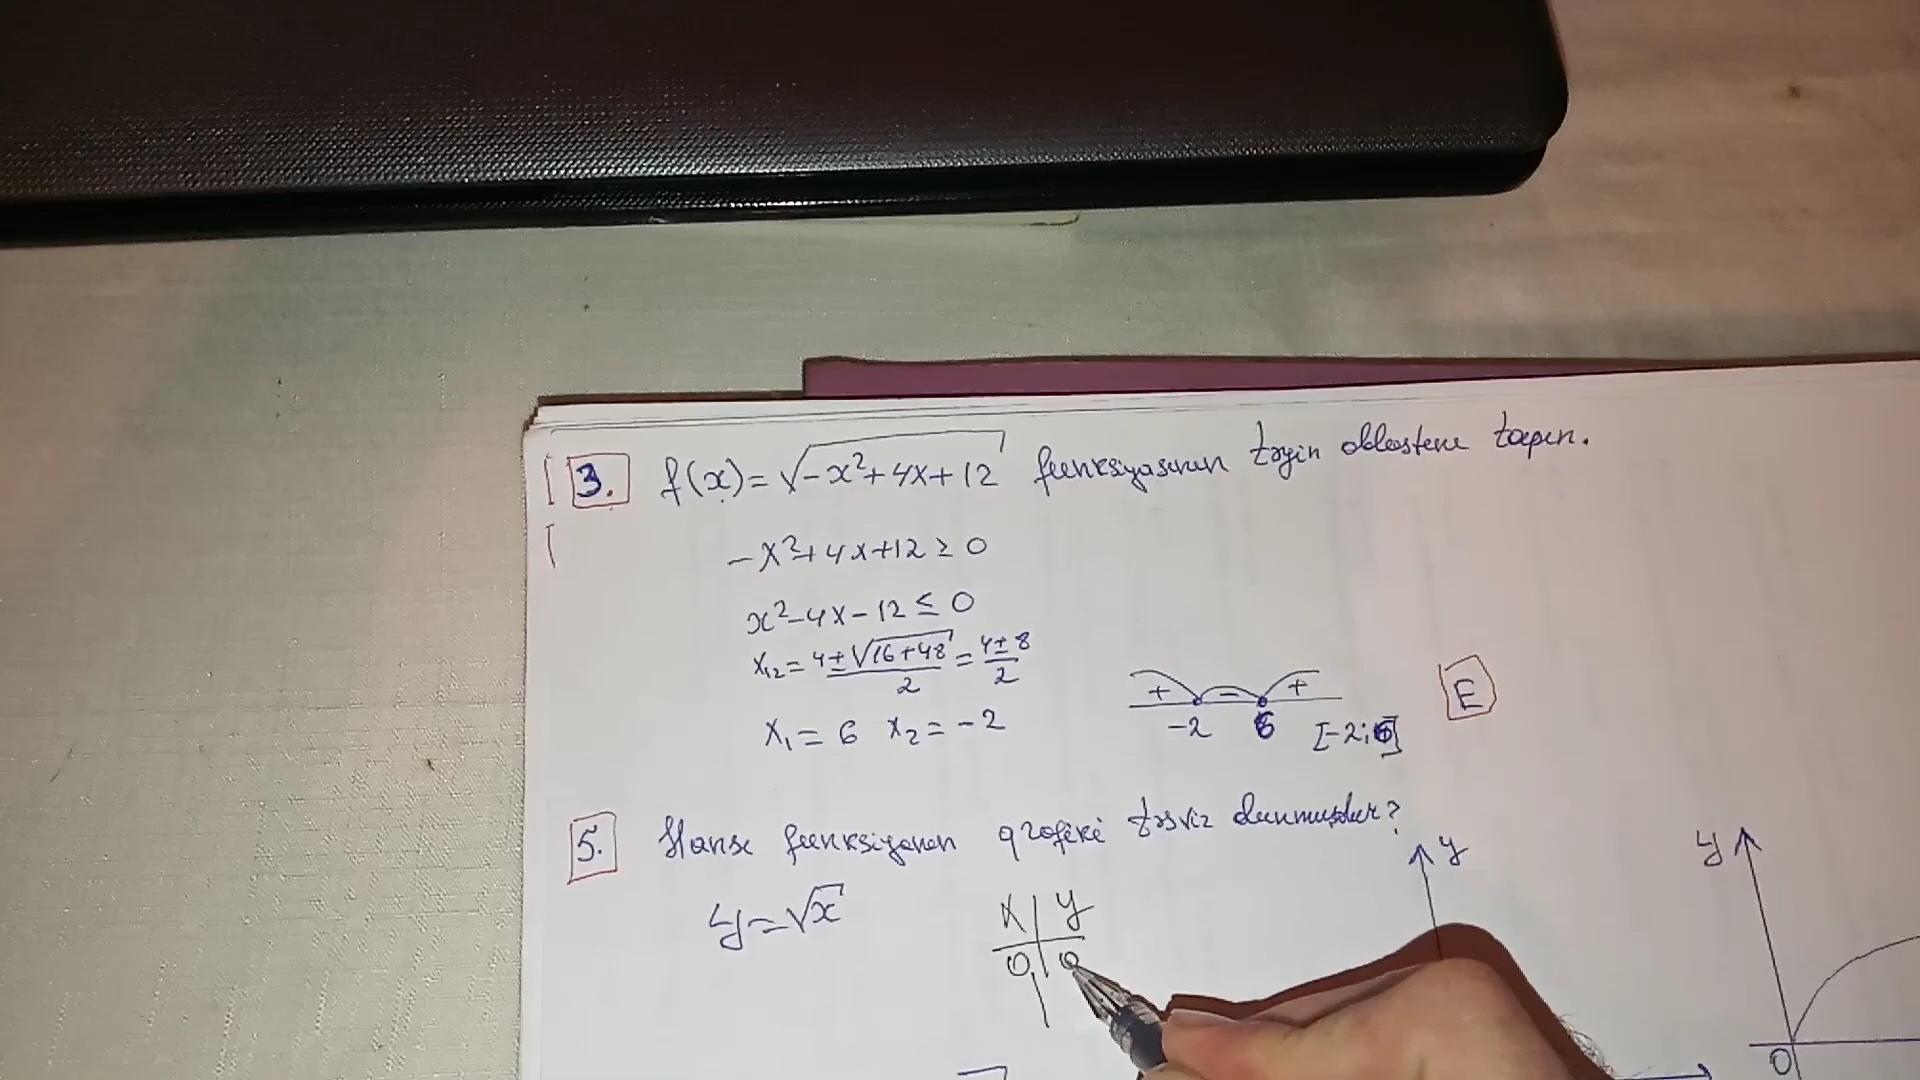 3. f(x) = √(-x²+4x+12) funksiyasının təyin oblastını tapın.
-x²+4x+12 ≥ 0
x²-4x-12 ≤ 0
x₁,₂ = (4±√(16+48))/2 = (4±8)/2
+ - +
x₁ = 6 x₂ = -2
-2 6 [-2;6]
E
5. Hansı funksiyanın qrafiki təsvir olunmuşdur?
y = √x
x | y
0 | 0
y
y
0